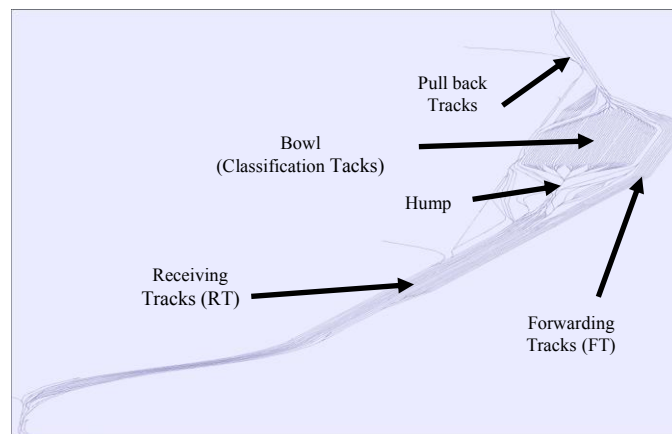 Pull back
Tracks
Bowl
(Classification Tacks)
Hump
Receiving
Tracks (RT)
Forwarding
Tracks (FT)